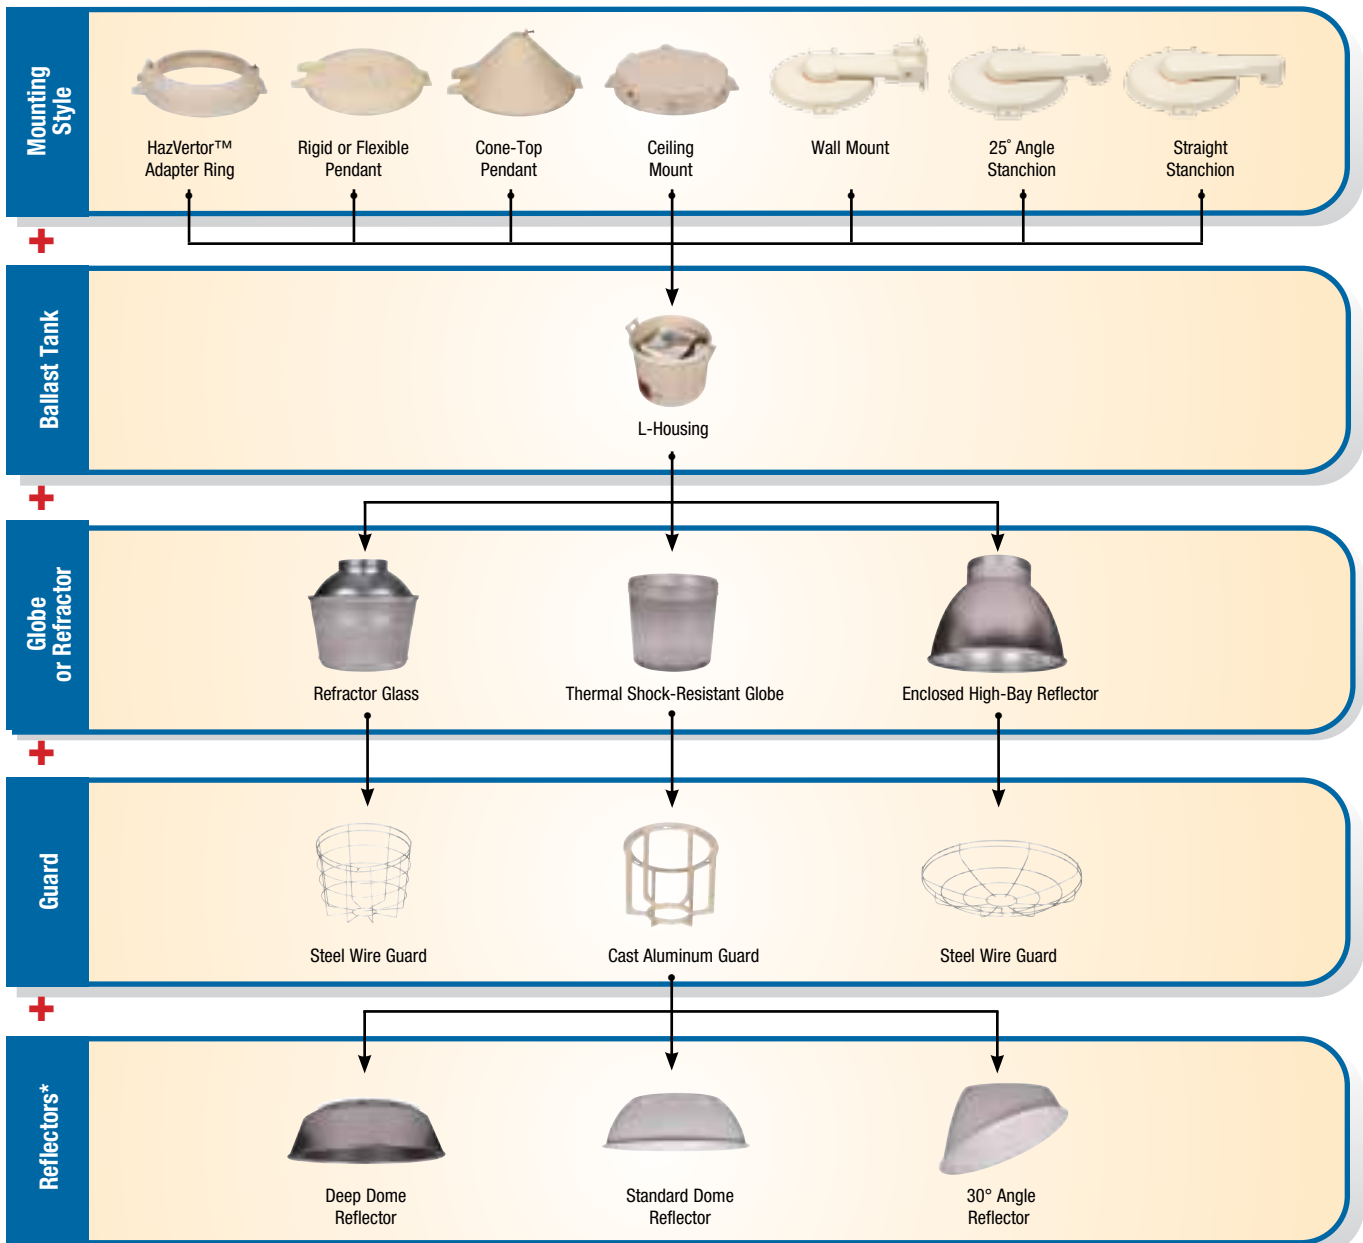 Mounting
Style
HazVertor™
Adapter Ring
Rigid or Flexible
Pendant
Cone-Top
Pendant
Ceiling
Mount
Wall Mount
25° Angle
Stanchion
Straight
Stanchion
+
Ballast Tank
L-Housing
+
Globe
or Refractor
Refractor Glass
Thermal Shock-Resistant Globe
Enclosed High-Bay Reflector
+
Guard
Steel Wire Guard
Cast Aluminum Guard
Steel Wire Guard
+
Reflectors*
Deep Dome
Reflector
Standard Dome
Reflector
30° Angle
Reflector